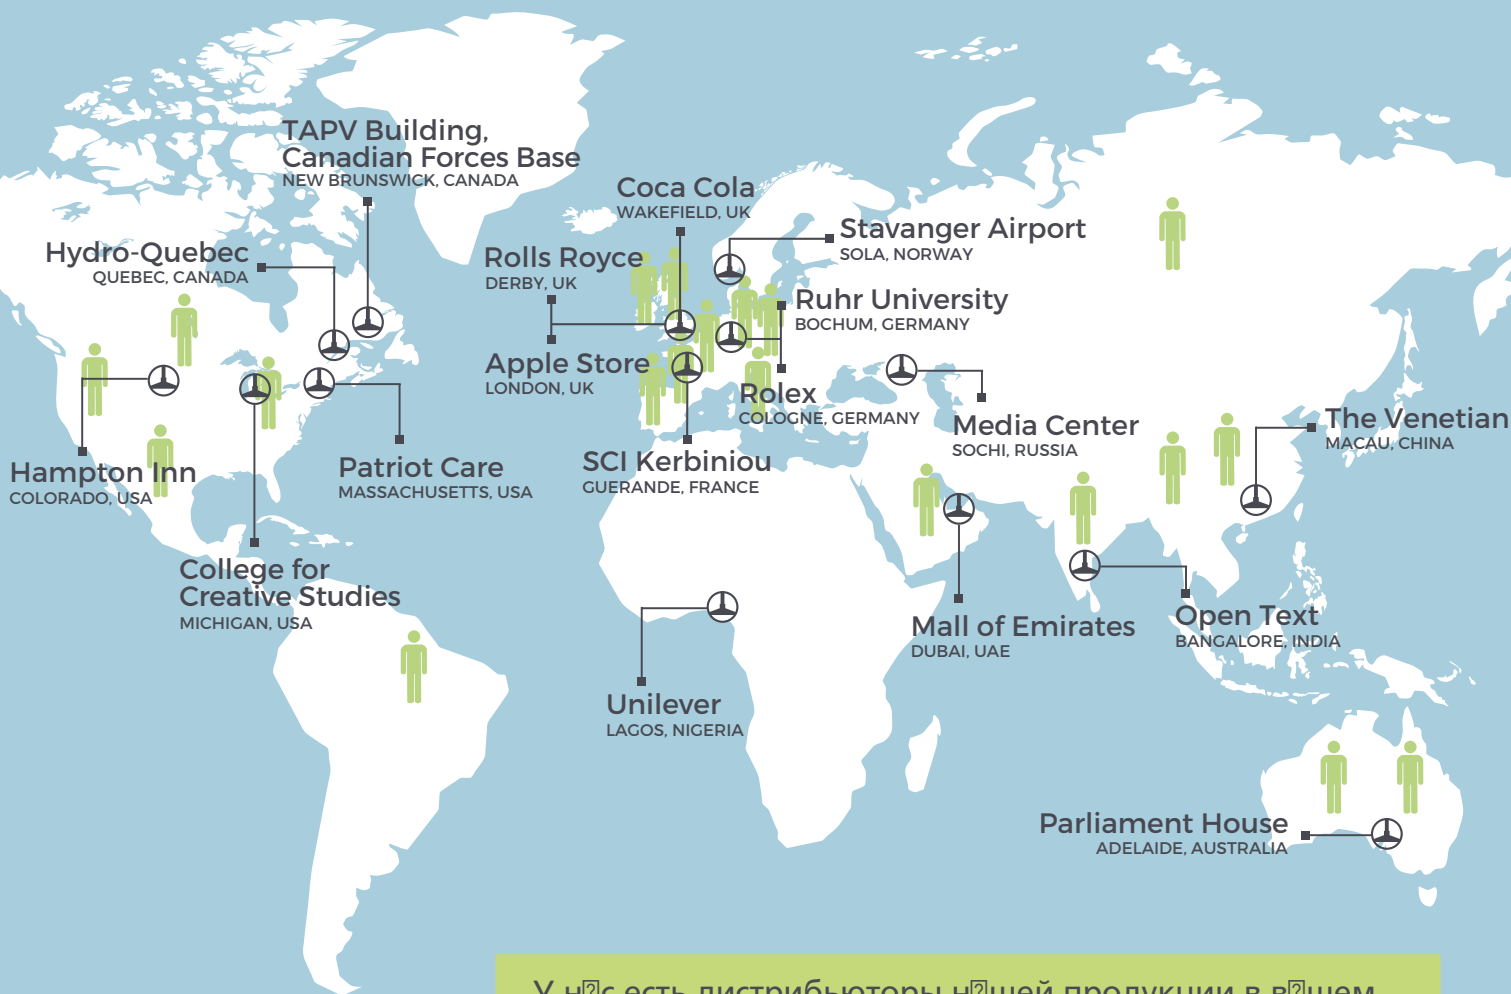 TAPV Building,
Canadian Forces Base
NEW BRUNSWICK, CANADA
Coca Cola
WAKEFIELD, UK
Stavanger Airport
SOLA, NORWAY
Hydro-Quebec
QUEBEC, CANADA
Rolls Royce
DERBY, UK
Ruhr University
BOCHUM, GERMANY
Apple Store
LONDON, UK
Rolex
COLOGNE, GERMANY
Media Center
SOCHI, RUSSIA
The Venetian
MACAU, CHINA
Hampton Inn
COLORADO, USA
Patriot Care
MASSACHUSETTS, USA
SCI Kerbiniou
GUERANDE, FRANCE
College for
Creative Studies
MICHIGAN, USA
Mall of Emirates
DUBAI, UAE
Open Text
BANGALORE, INDIA
Unilever
LAGOS, NIGERIA
Parliament House
ADELAIDE, AUSTRALIA
У н�с есть дистрибьюторы н�шей продукции в в�шем